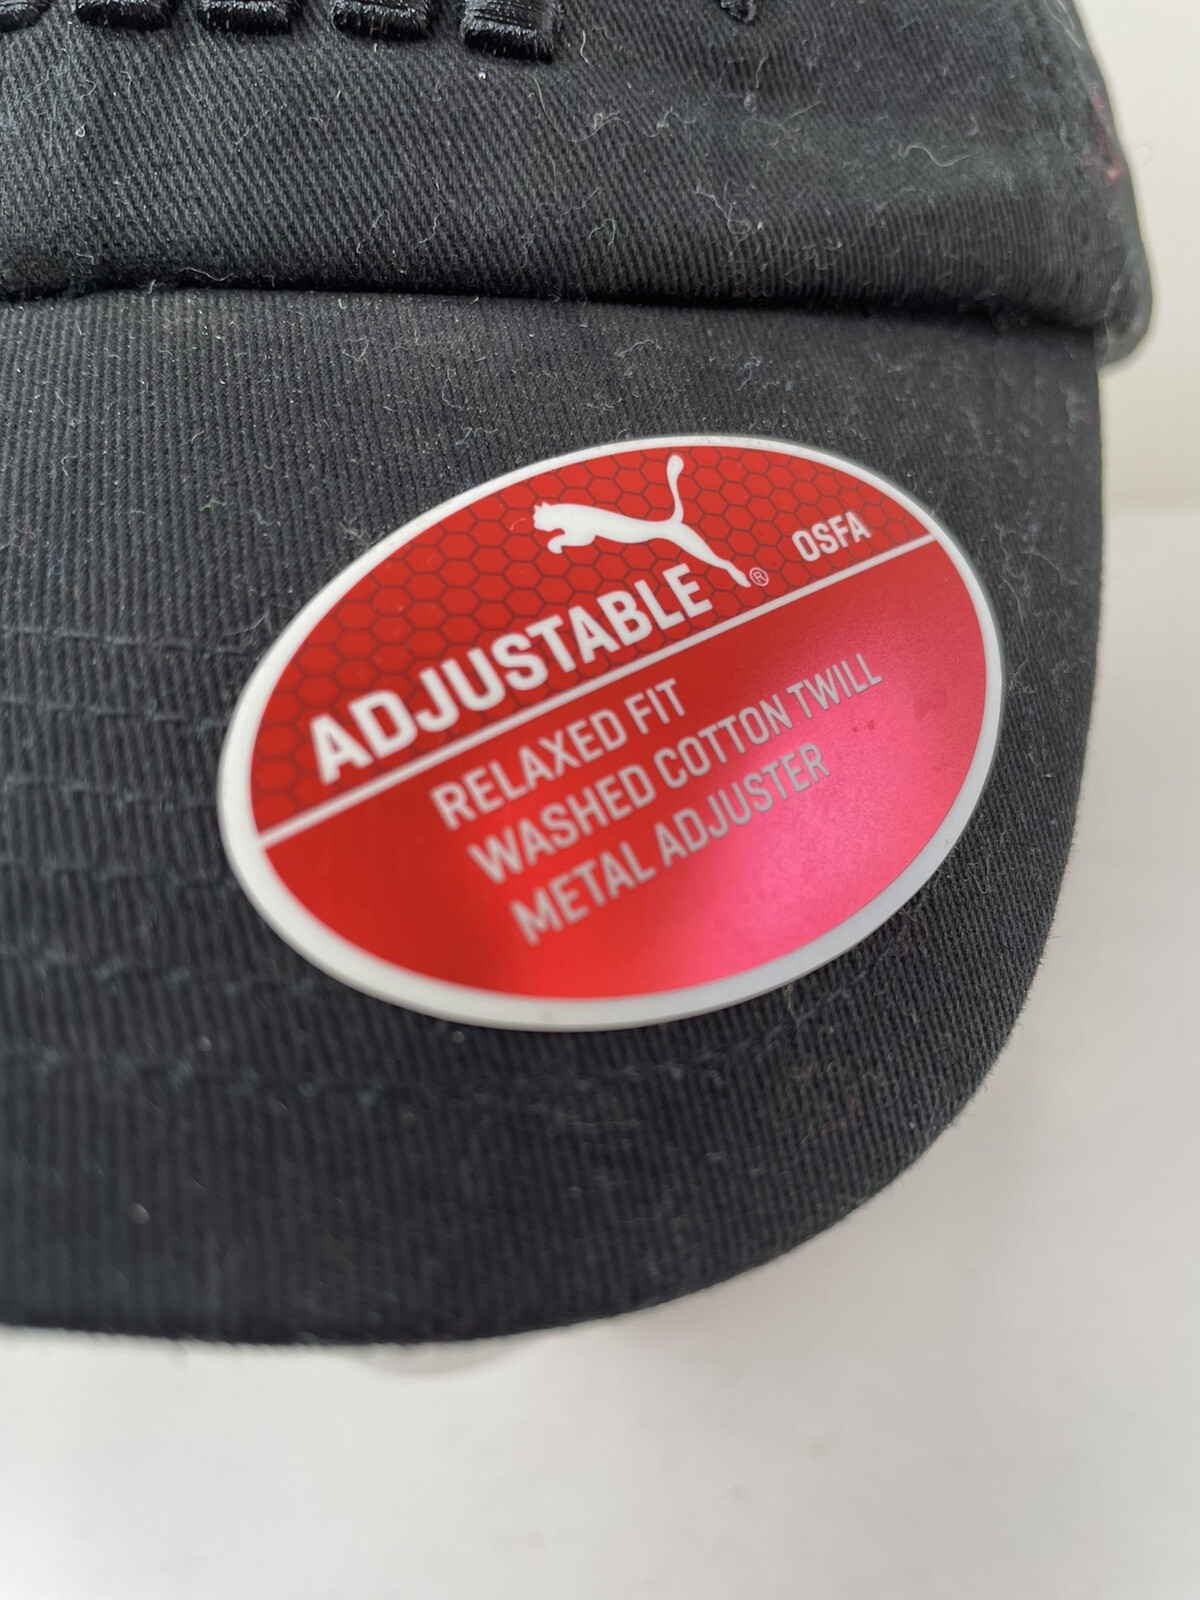 OSFA
ADJUSTABLE ®
RELAXED FIT
WASHED COTTON TWILL
METAL ADJUSTER